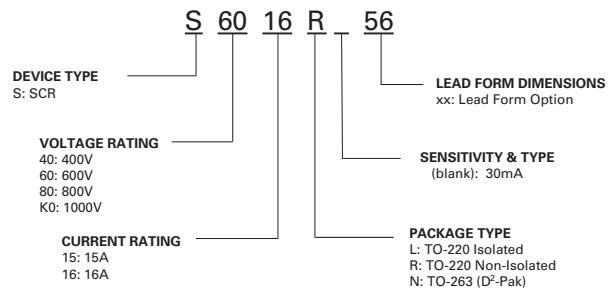 S 60 16 R _ 56
DEVICE TYPE
S: SCR
VOLTAGE RATING
40: 400V
60: 600V
80: 800V
K0: 1000V
CURRENT RATING
15: 15A
16: 16A
LEAD FORM DIMENSIONS
xx: Lead Form Option
SENSITIVITY & TYPE
(blank): 30mA
PACKAGE TYPE
L: TO-220 Isolated
R: TO-220 Non-Isolated
N: TO-263 (D²-Pak)